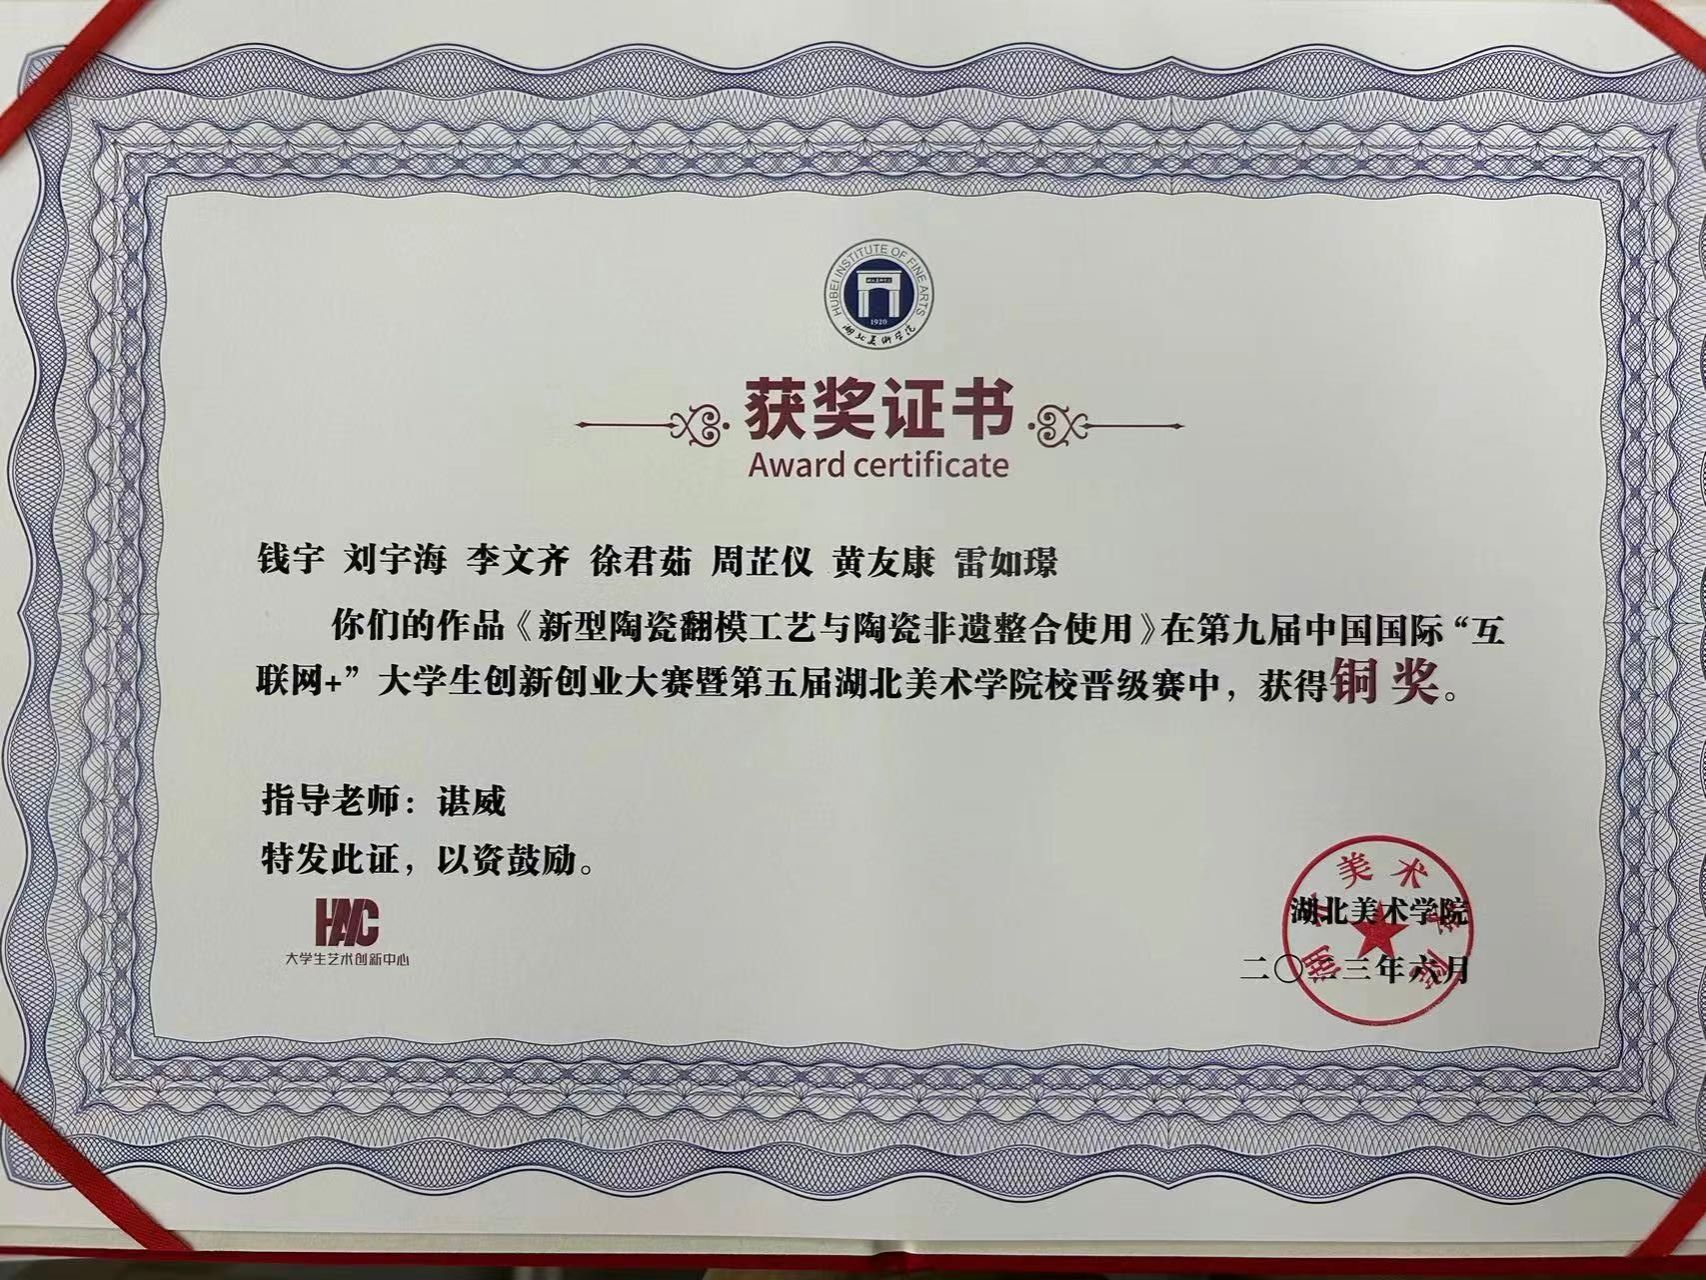 HUBEI INSTITUTE OF FINE ARTS
1920
湖北美术学院
获奖证书
Award certificate
钱宇 刘宇海 李文齐 徐君茹 周芷仪 黄友康 雷如璟
你们的作品《新型陶瓷翻模工艺与陶瓷非遗整合使用》在第九届中国国际“互
联网+”大学生创新创业大赛暨第五届湖北美术学院校晋级赛中，获得铜奖。
指导老师：谌威
特发此证，以资鼓励。
HAC
大学生艺术创新中心
湖北美术学院
二〇二三年六月
湖北美术学院